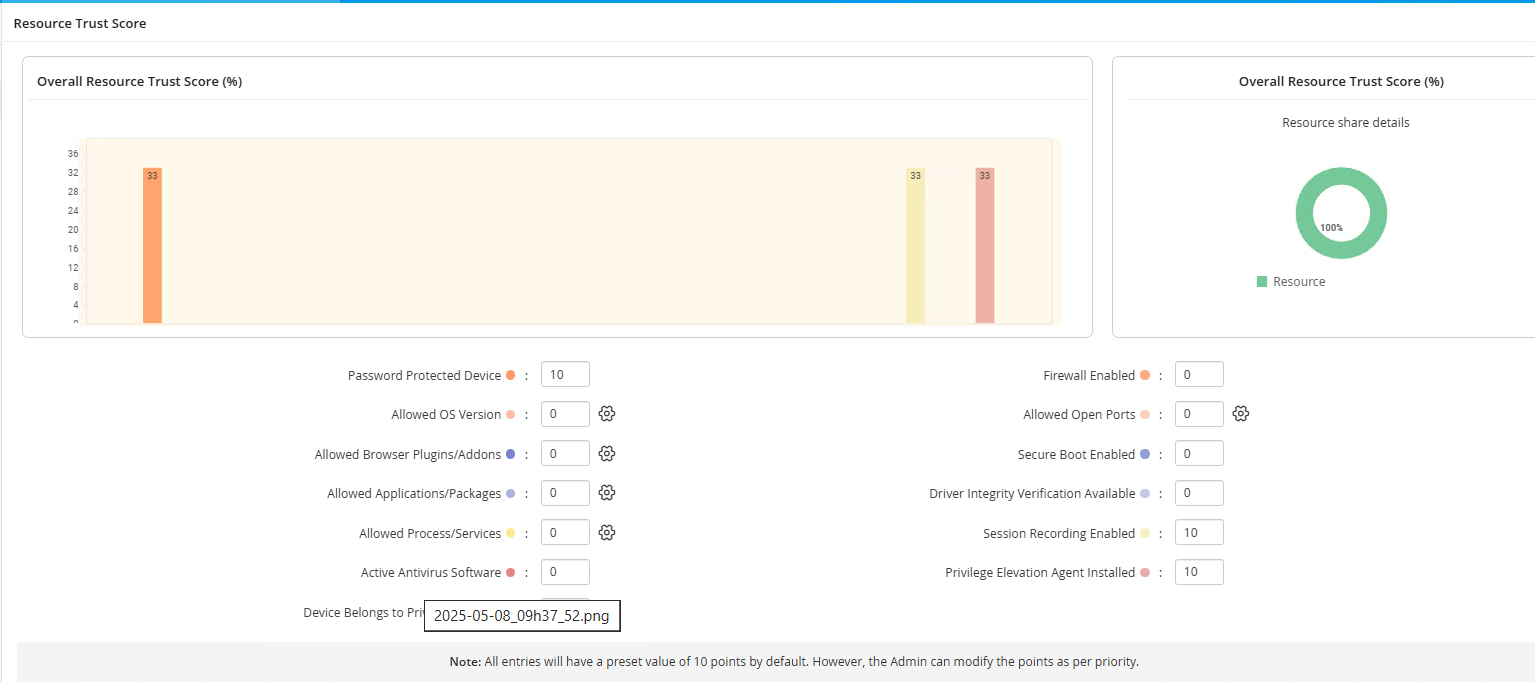 Resource Trust Score
Overall Resource Trust Score (%)
36
32
28
24
20
16
12
8
4
33
33
33
Overall Resource Trust Score (%)
Resource share details
100%
Resource
Password Protected Device : 10
Firewall Enabled : 0
Allowed OS Version : 0
Allowed Open Ports : 0
Allowed Browser Plugins/Addons : 0
Secure Boot Enabled : 0
Allowed Applications/Packages : 0
Driver Integrity Verification Available : 0
Allowed Process/Services : 0
Session Recording Enabled : 10
Active Antivirus Software : 0
Privilege Elevation Agent Installed : 10
Device Belongs to
2025-05-08_09h37_52.png
Note: All entries will have a preset value of 10 points by default. However, the Admin can modify the points as per priority.